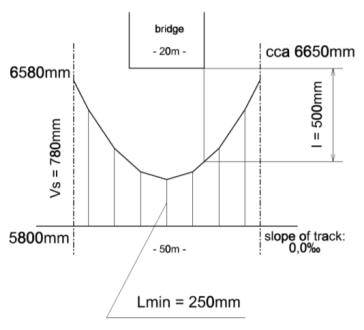 bridge
- 20m -
cca 6650mm
6580mm
l = 500mm
Vs = 780mm
5800mm
- 50m -
slope of track:
0,0‰
Lmin = 250mm